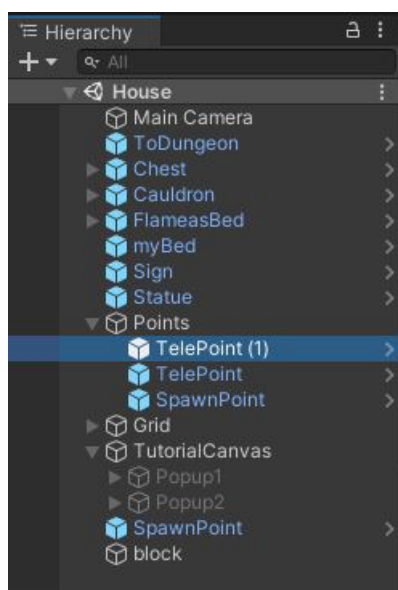 Hierarchy
All
House
Main Camera
ToDungeon
Chest
Cauldron
FlameasBed
myBed
Sign
Statue
Points
TelePoint (1)
TelePoint
SpawnPoint
Grid
TutorialCanvas
Popup1
Popup2
SpawnPoint
block